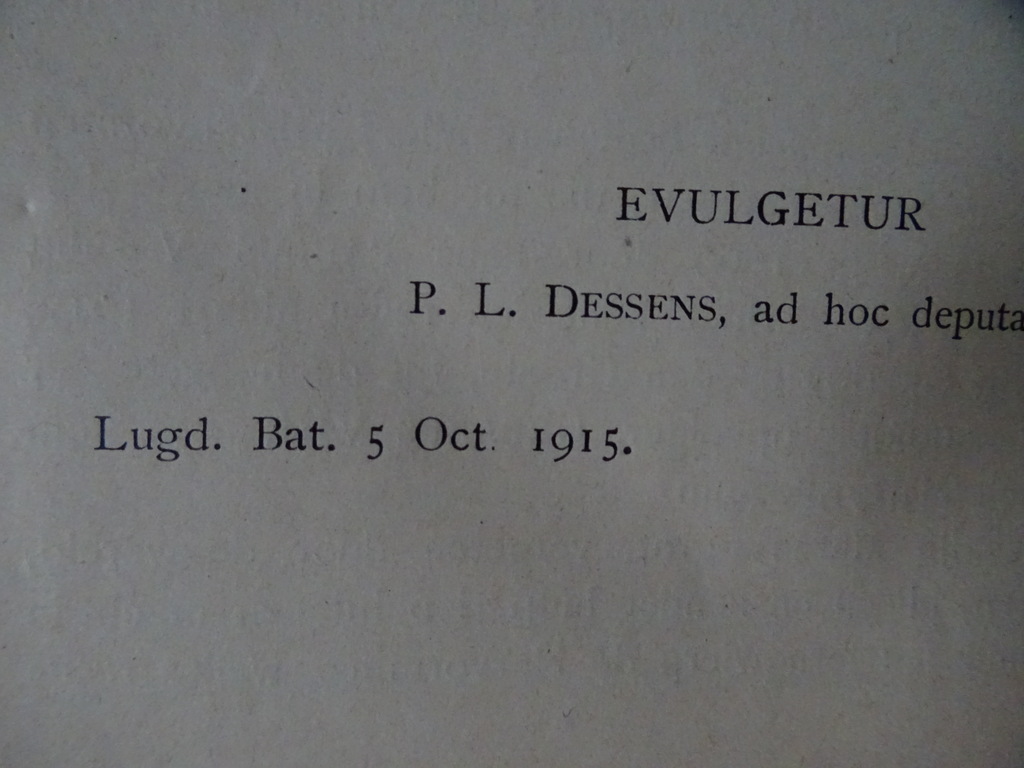 EVULGETUR
P. L. DESSENS, ad hoc deputa
Lugd. Bat. 5 Oct. 1915.